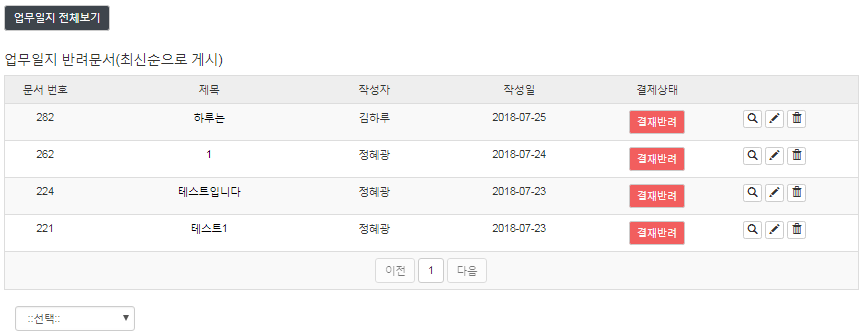 업무일지 전체보기
업무일지 반려문서(최신순으로 게시)
문서 번호 제목 작성자 작성일 결제상태
282 하루는 김하루 2018-07-25 결재반려
262 1 정혜광 2018-07-24 결재반려
224 테스트입니다 정혜광 2018-07-23 결재반려
221 테스트1 정혜광 2018-07-23 결재반려
이전 1 다음
::선택::